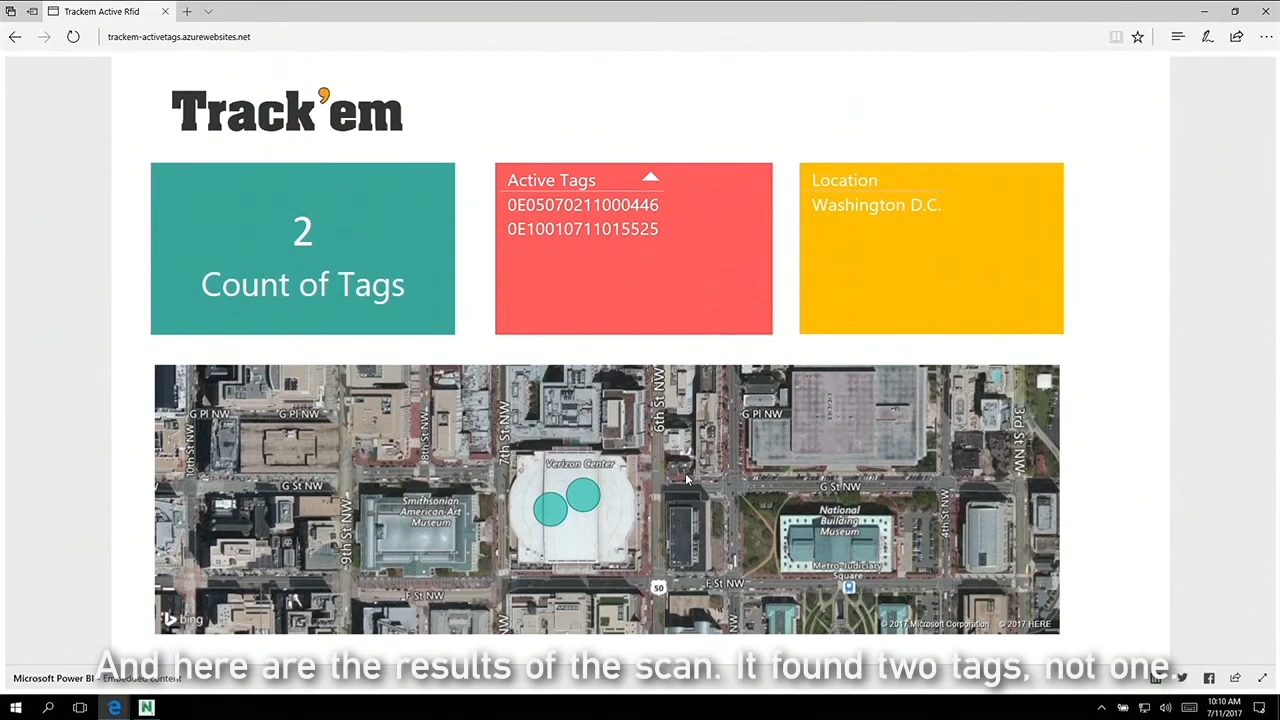 Trackem Active Rfid
trackem-activetags.azurewebsites.net
Track'em
2
Count of Tags
Active Tags
0E05070211000446
0E10010711015525
Location
Washington D.C.
G Pl NW
G Pl NW
G Pl NW
10th St NW
9th St NW
8th St NW
7th St NW
6th St NW
4th St NW
3rd St NW
Verizon Center
G St NW
G St NW
Smithsonian
American Art
Museum
National
Building
Museum
Metro-Judiciary
Square
F St NW
F St NW
50
NW
NW
bing
© 2017 Microsoft Corporation
© 2017 HERE
And here are the results of the scan. It found two tags, not one.
Microsoft Power BI - Embedded content
10:10 AM
7/11/2017